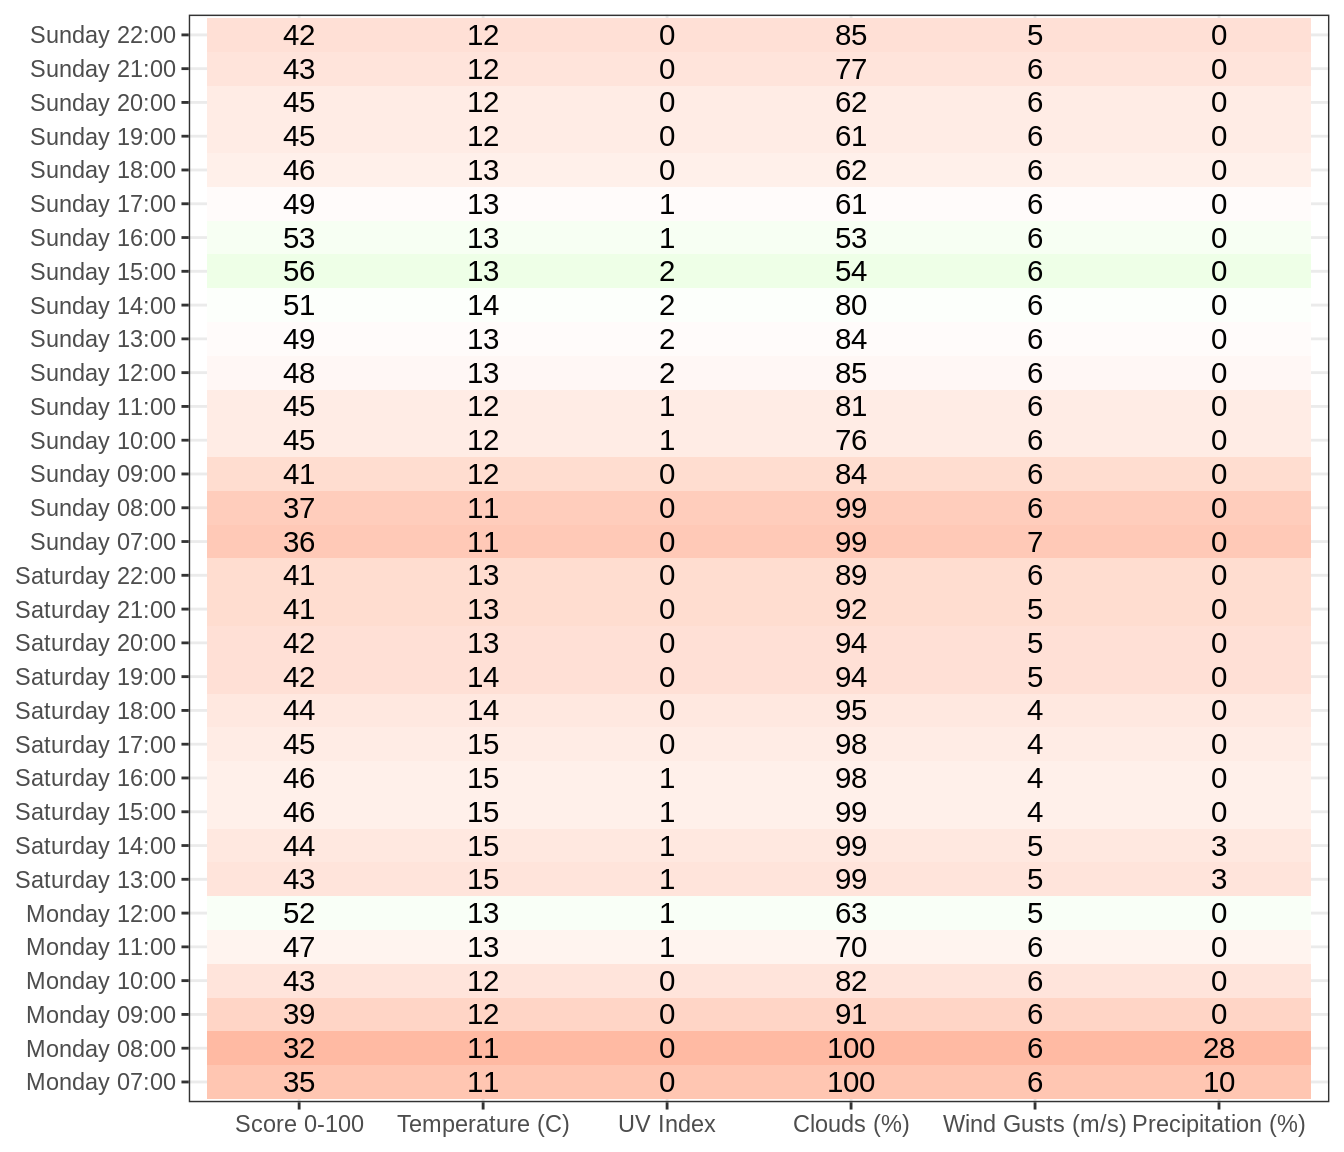 Sunday 22:00 42 12 0 85 5 0
Sunday 21:00 43 12 0 77 6 0
Sunday 20:00 45 12 0 62 6 0
Sunday 19:00 45 12 0 61 6 0
Sunday 18:00 46 13 0 62 6 0
Sunday 17:00 49 13 1 61 6 0
Sunday 16:00 53 13 1 53 6 0
Sunday 15:00 56 13 2 54 6 0
Sunday 14:00 51 14 2 80 6 0
Sunday 13:00 49 13 2 84 6 0
Sunday 12:00 48 13 2 85 6 0
Sunday 11:00 45 12 1 81 6 0
Sunday 10:00 45 12 1 76 6 0
Sunday 09:00 41 12 0 84 6 0
Sunday 08:00 37 11 0 99 6 0
Sunday 07:00 36 11 0 99 7 0
Saturday 22:00 41 13 0 89 6 0
Saturday 21:00 41 13 0 92 5 0
Saturday 20:00 42 13 0 94 5 0
Saturday 19:00 42 14 0 94 5 0
Saturday 18:00 44 14 0 95 4 0
Saturday 17:00 45 15 0 98 4 0
Saturday 16:00 46 15 1 98 4 0
Saturday 15:00 46 15 1 99 4 0
Saturday 14:00 44 15 1 99 5 3
Saturday 13:00 43 15 1 99 5 3
Monday 12:00 52 13 1 63 5 0
Monday 11:00 47 13 1 70 6 0
Monday 10:00 43 12 0 82 6 0
Monday 09:00 39 12 0 91 6 0
Monday 08:00 32 11 0 100 6 28
Monday 07:00 35 11 0 100 6 10
Score 0-100 Temperature (C) UV Index Clouds (%) Wind Gusts (m/s) Precipitation (%)